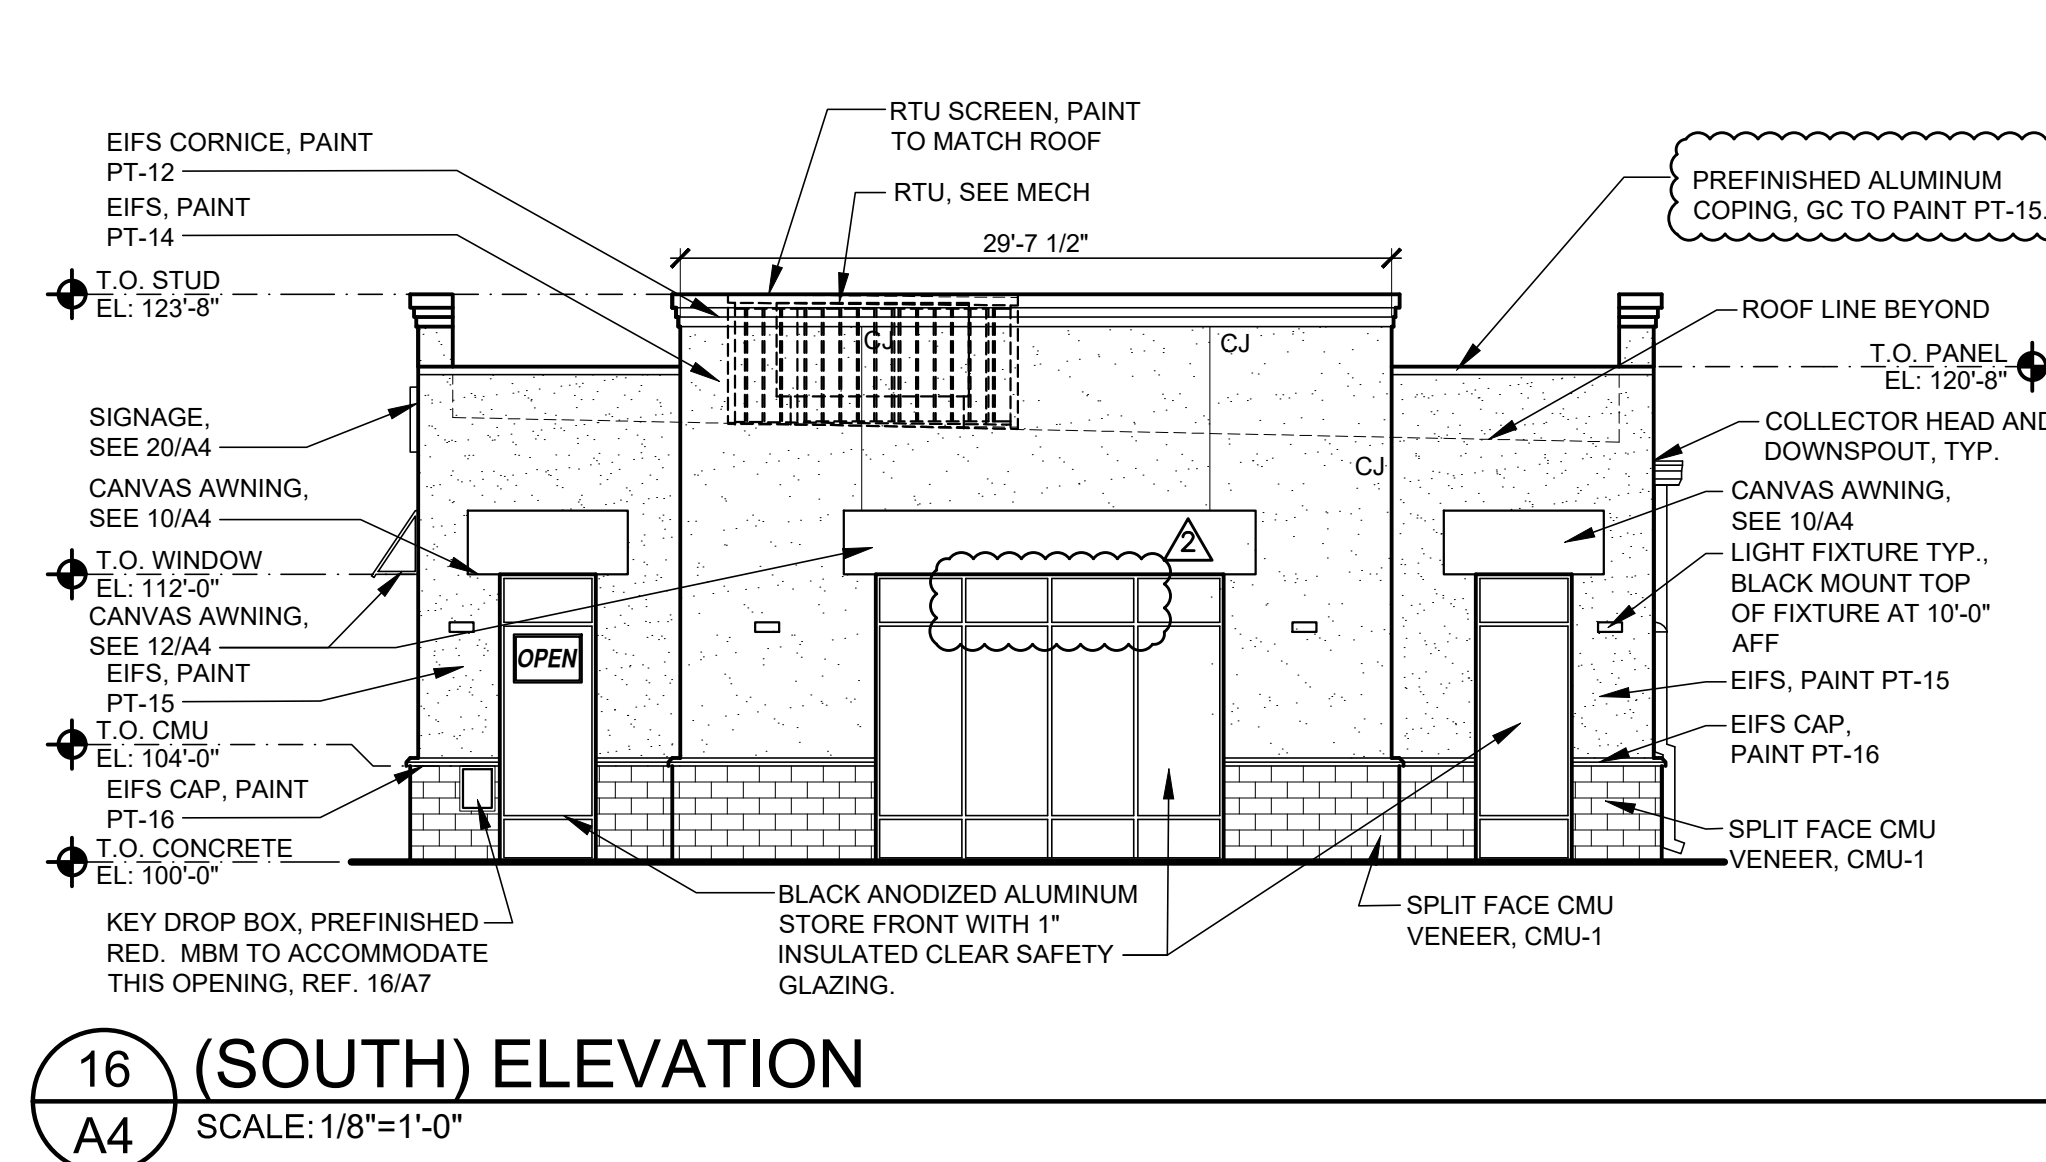 RTU SCREEN, PAINT
TO MATCH ROOF
RTU, SEE MECH
29'-7 1/2"
EIFS CORNICE, PAINT
PT-12
EIFS, PAINT
PT-14
T.O. STUD
EL: 123'-8"
SIGNAGE,
SEE 20/A4
CANVAS AWNING,
SEE 10/A4
T.O. WINDOW
EL: 112'-0"
CANVAS AWNING,
SEE 12/A4
EIFS, PAINT
PT-15
T.O. CMU
EL: 104'-0"
EIFS CAP, PAINT
PT-16
T.O. CONCRETE
EL: 100'-0"
KEY DROP BOX, PREFINISHED
RED. MBM TO ACCOMMODATE
THIS OPENING, REF. 16/A7
CJ
CJ
CJ
2
OPEN
BLACK ANODIZED ALUMINUM
STORE FRONT WITH 1"
INSULATED CLEAR SAFETY
GLAZING.
SPLIT FACE CMU
VENEER, CMU-1
PREFINISHED ALUMINUM
COPING, GC TO PAINT PT-15.
ROOF LINE BEYOND
T.O. PANEL
EL: 120'-8"
COLLECTOR HEAD AND
DOWNSPOUT, TYP.
CANVAS AWNING,
SEE 10/A4
LIGHT FIXTURE TYP.,
BLACK MOUNT TOP
OF FIXTURE AT 10'-0"
AFF
EIFS, PAINT PT-15
EIFS CAP,
PAINT PT-16
SPLIT FACE CMU
VENEER, CMU-1
16
A4
(SOUTH) ELEVATION
SCALE: 1/8"=1'-0"